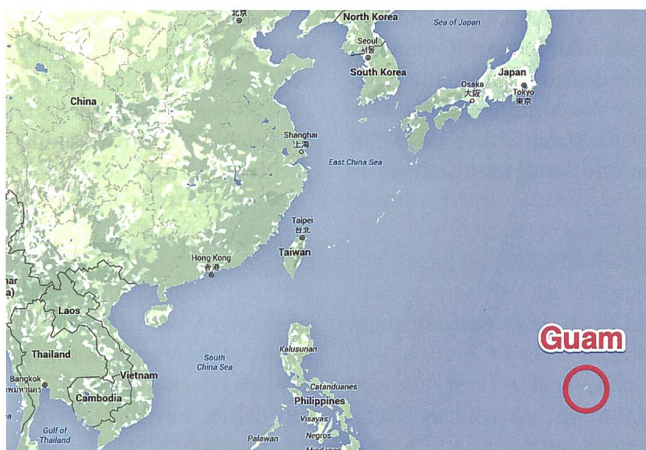 北京
North Korea
Sea of Japan
Seoul
서울
South Korea
Japan
Osaka
大阪
Tokyo
東京
China
Shanghai
上海
East China Sea
Taipei
台北
Taiwan
Hong Kong
香港
Laos
Thailand
Bangkok
Vietnam
Cambodia
Gulf of
Thailand
South
China Sea
Kalusunan
Catanduanes
Philippines
Visayas
Negros
Palawan
Guam